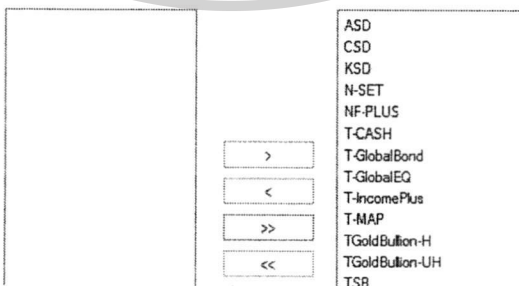 ASD
CSD
KSD
N-SET
NF-PLUS
T-CASH
>
T-GlobalBond
T-GlobalEQ
<
T-IncomePlus
T-MAP
>>
TGoldBullion-H
TGoldBullion-UH
<<
TSB